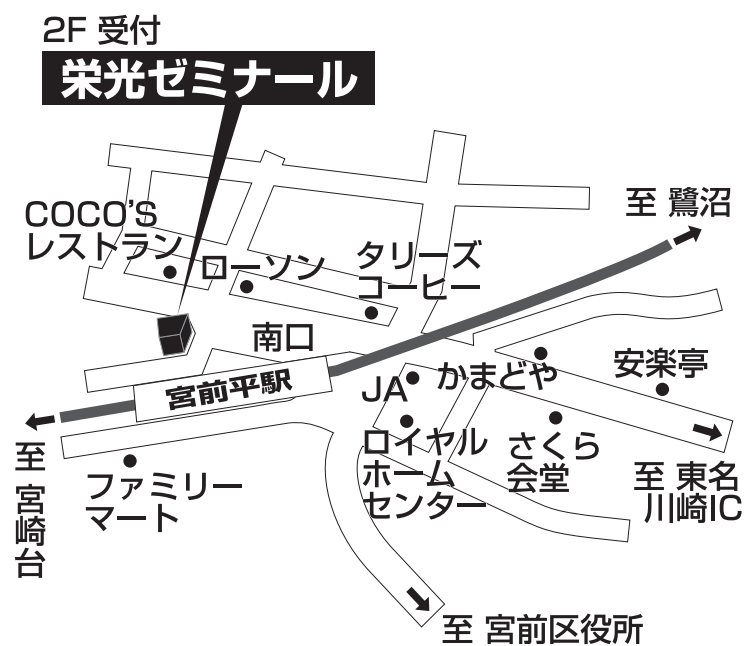 2F 受付
栄光ゼミナール
至 鷺沼
COCO'S
レストラン
ローソン
タリーズ
コーヒー
南口
宮前平駅
JA
かまどや
安楽亭
ロイヤル
ホーム
センター
さくら
会堂
至 東名
川崎IC
至 宮崎台
ファミリー
マート
至 宮前区役所